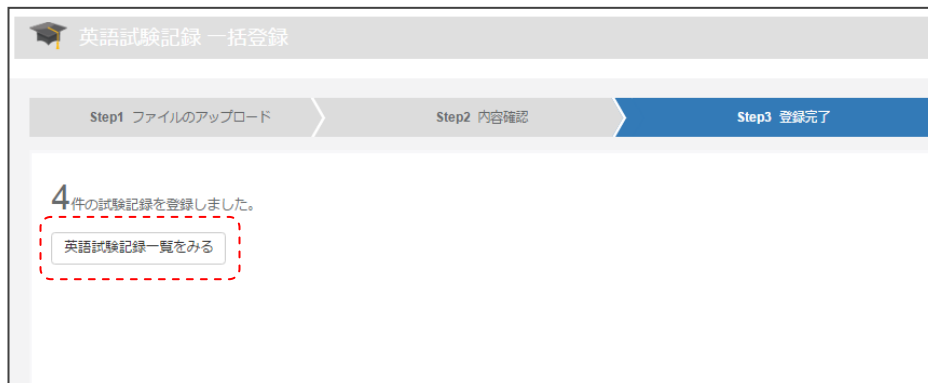 英語試験記録 一括登録
Step1 ファイルのアップロード
Step2 内容確認
Step3 登録完了
4件の試験記録を登録しました。
英語試験記録一覧をみる